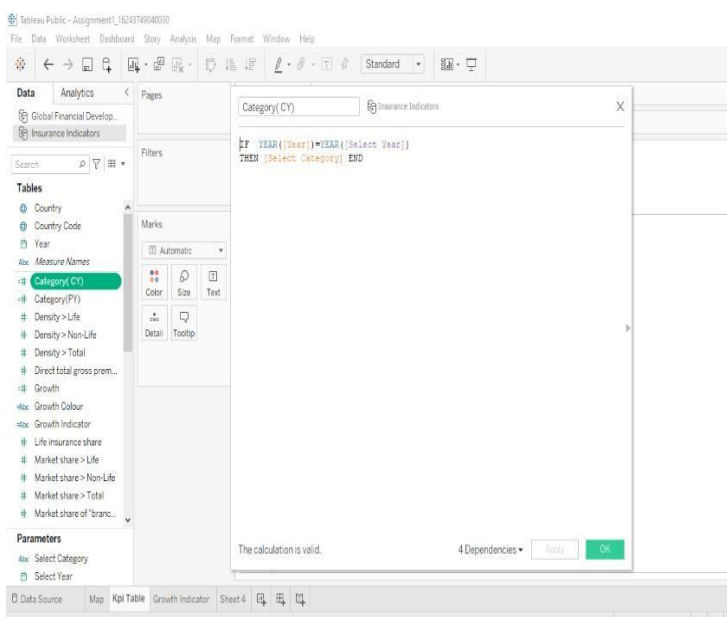 Tableau Public - Assignment1_16243749040030
File Data Worksheet Dashboard Story Analysis Map Format Window Help
Standard
Data Analytics
Global Financial Develop...
Insurance Indicators
Search
Tables
Country
Country Code
Year
Abc Measure Names
Category( CY)
Category(PY)
Density > Life
Density > Non-Life
Density > Total
Direct total gross prem...
Growth
Abc Growth Colour
Abc Growth Indicator
Life insurance share
Market share > Life
Market share > Non-Life
Market share > Total
Market share of "branc...
Parameters
Abc Select Category
Select Year
Pages
Filters
Marks
Automatic
Color Size Text
Detail Tooltip
Category( CY) Insurance Indicators
IF YEAR([Year])=YEAR([Select Year])
THEN [Select Category] END
The calculation is valid. 4 Dependencies Apply OK
Data Source Map Kpi Table Growth Indicator Sheet 4